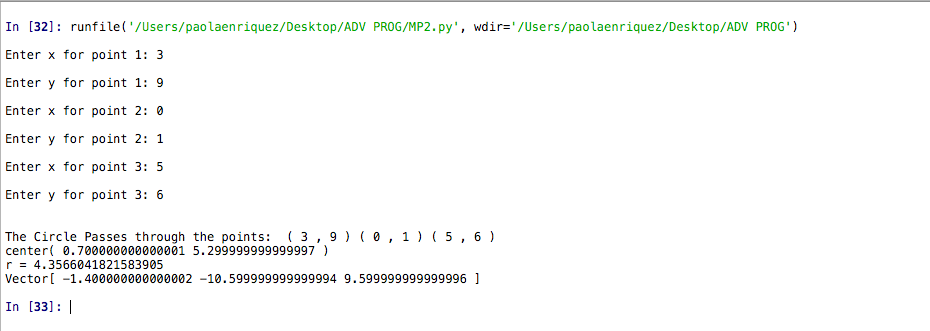 In [32]: runfile('/Users/paolaenriquez/Desktop/ADV PROG/MP2.py', wdir='/Users/paolaenriquez/Desktop/ADV PROG')
Enter x for point 1: 3
Enter y for point 1: 9
Enter x for point 2: 0
Enter y for point 2: 1
Enter x for point 3: 5
Enter y for point 3: 6
The Circle Passes through the points:  ( 3 , 9 ) ( 0 , 1 ) ( 5 , 6 )
center( 0.700000000000001 5.299999999999997 )
r = 4.3566041821583905
Vector[ -1.400000000000002 -10.599999999999994 9.599999999999996 ]
In [33]: